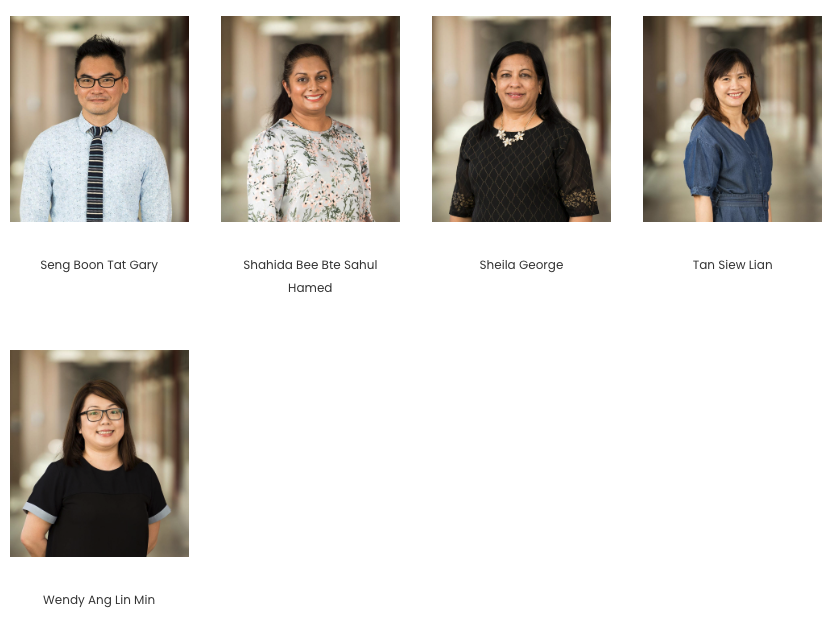 Seng Boon Tat Gary
Shahida Bee Bte Sahul
Hamed
Sheila George
Tan Siew Lian
Wendy Ang Lin Min